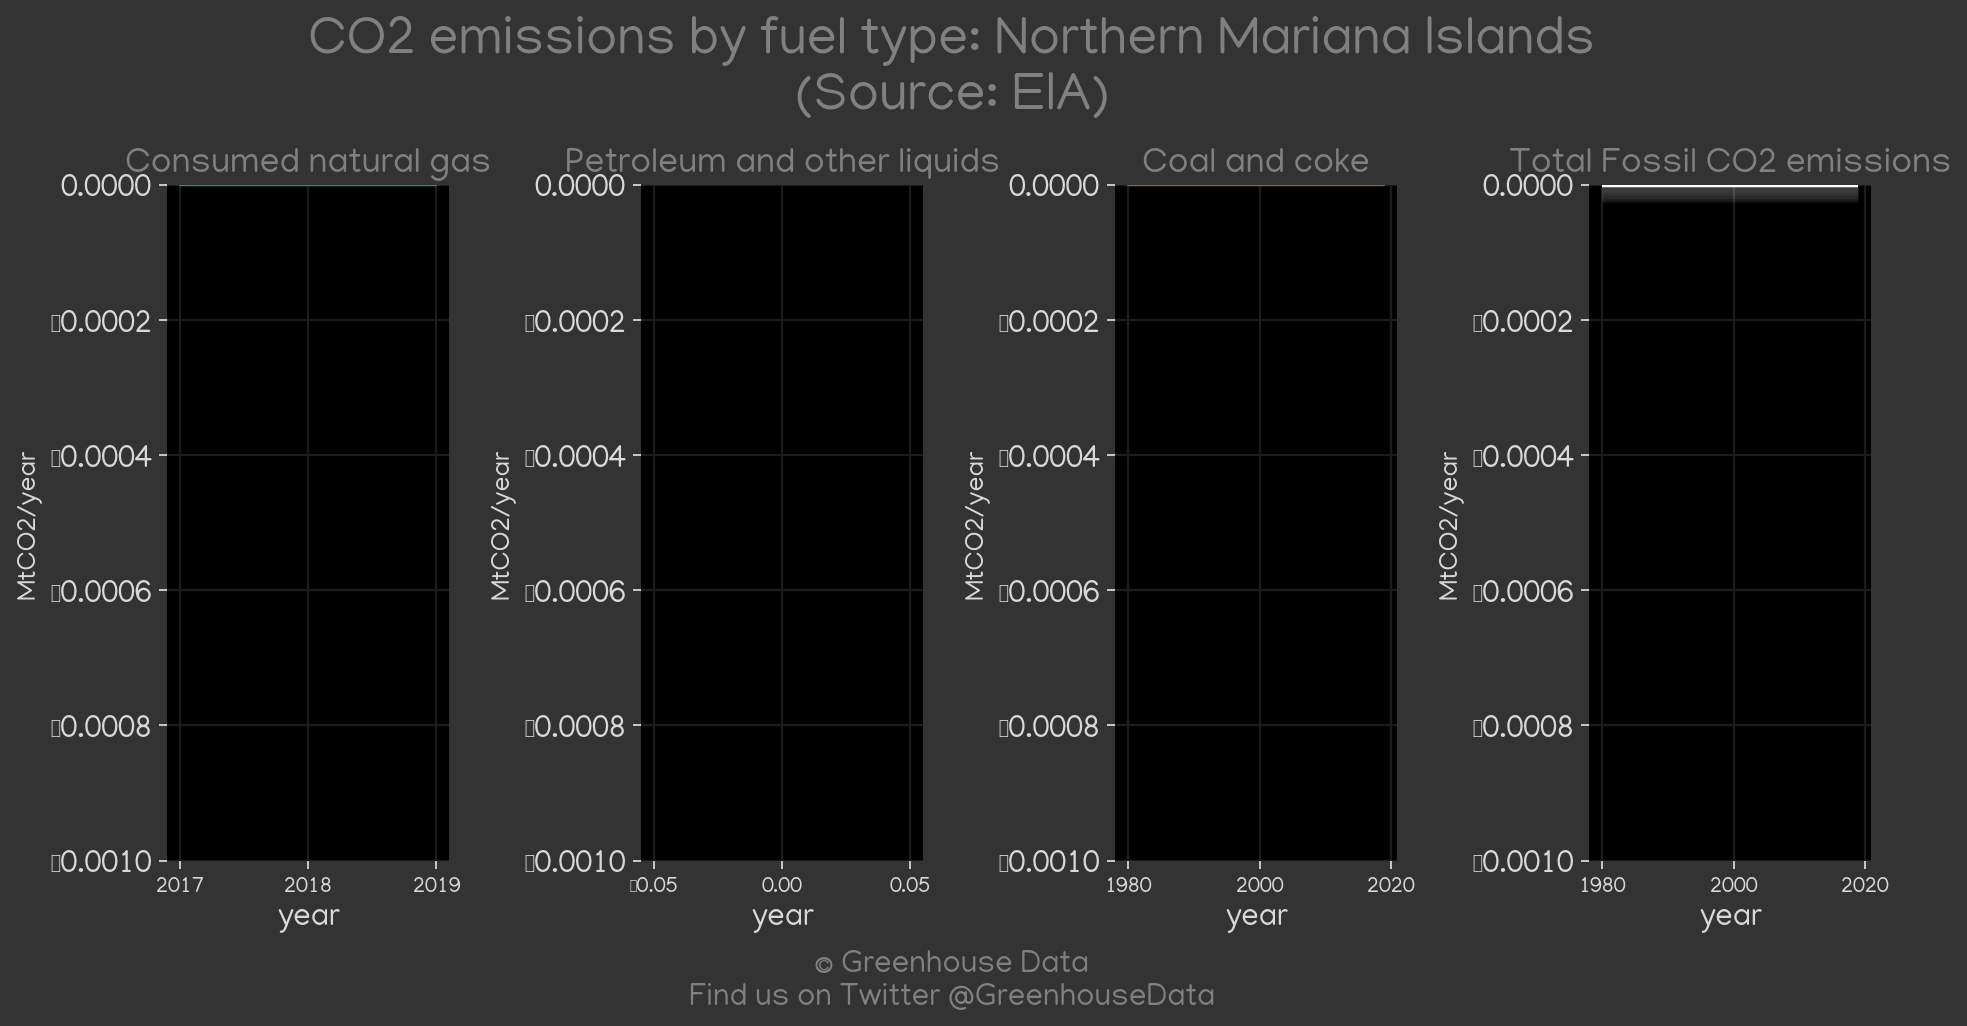 CO2 emissions by fuel type: Northern Mariana Islands
(Source: EIA)
Consumed natural gas
0.0000
▯0.0002
▯0.0004
▯0.0006
▯0.0008
▯0.0010
MtCO2/year
2017 2018 2019
year
Petroleum and other liquids
0.0000
▯0.0002
▯0.0004
▯0.0006
▯0.0008
▯0.0010
MtCO2/year
▯0.05 0.00 0.05
year
Coal and coke
0.0000
▯0.0002
▯0.0004
▯0.0006
▯0.0008
▯0.0010
MtCO2/year
1980 2000 2020
year
Total Fossil CO2 emissions
0.0000
▯0.0002
▯0.0004
▯0.0006
▯0.0008
▯0.0010
MtCO2/year
1980 2000 2020
year
© Greenhouse Data
Find us on Twitter @GreenhouseData